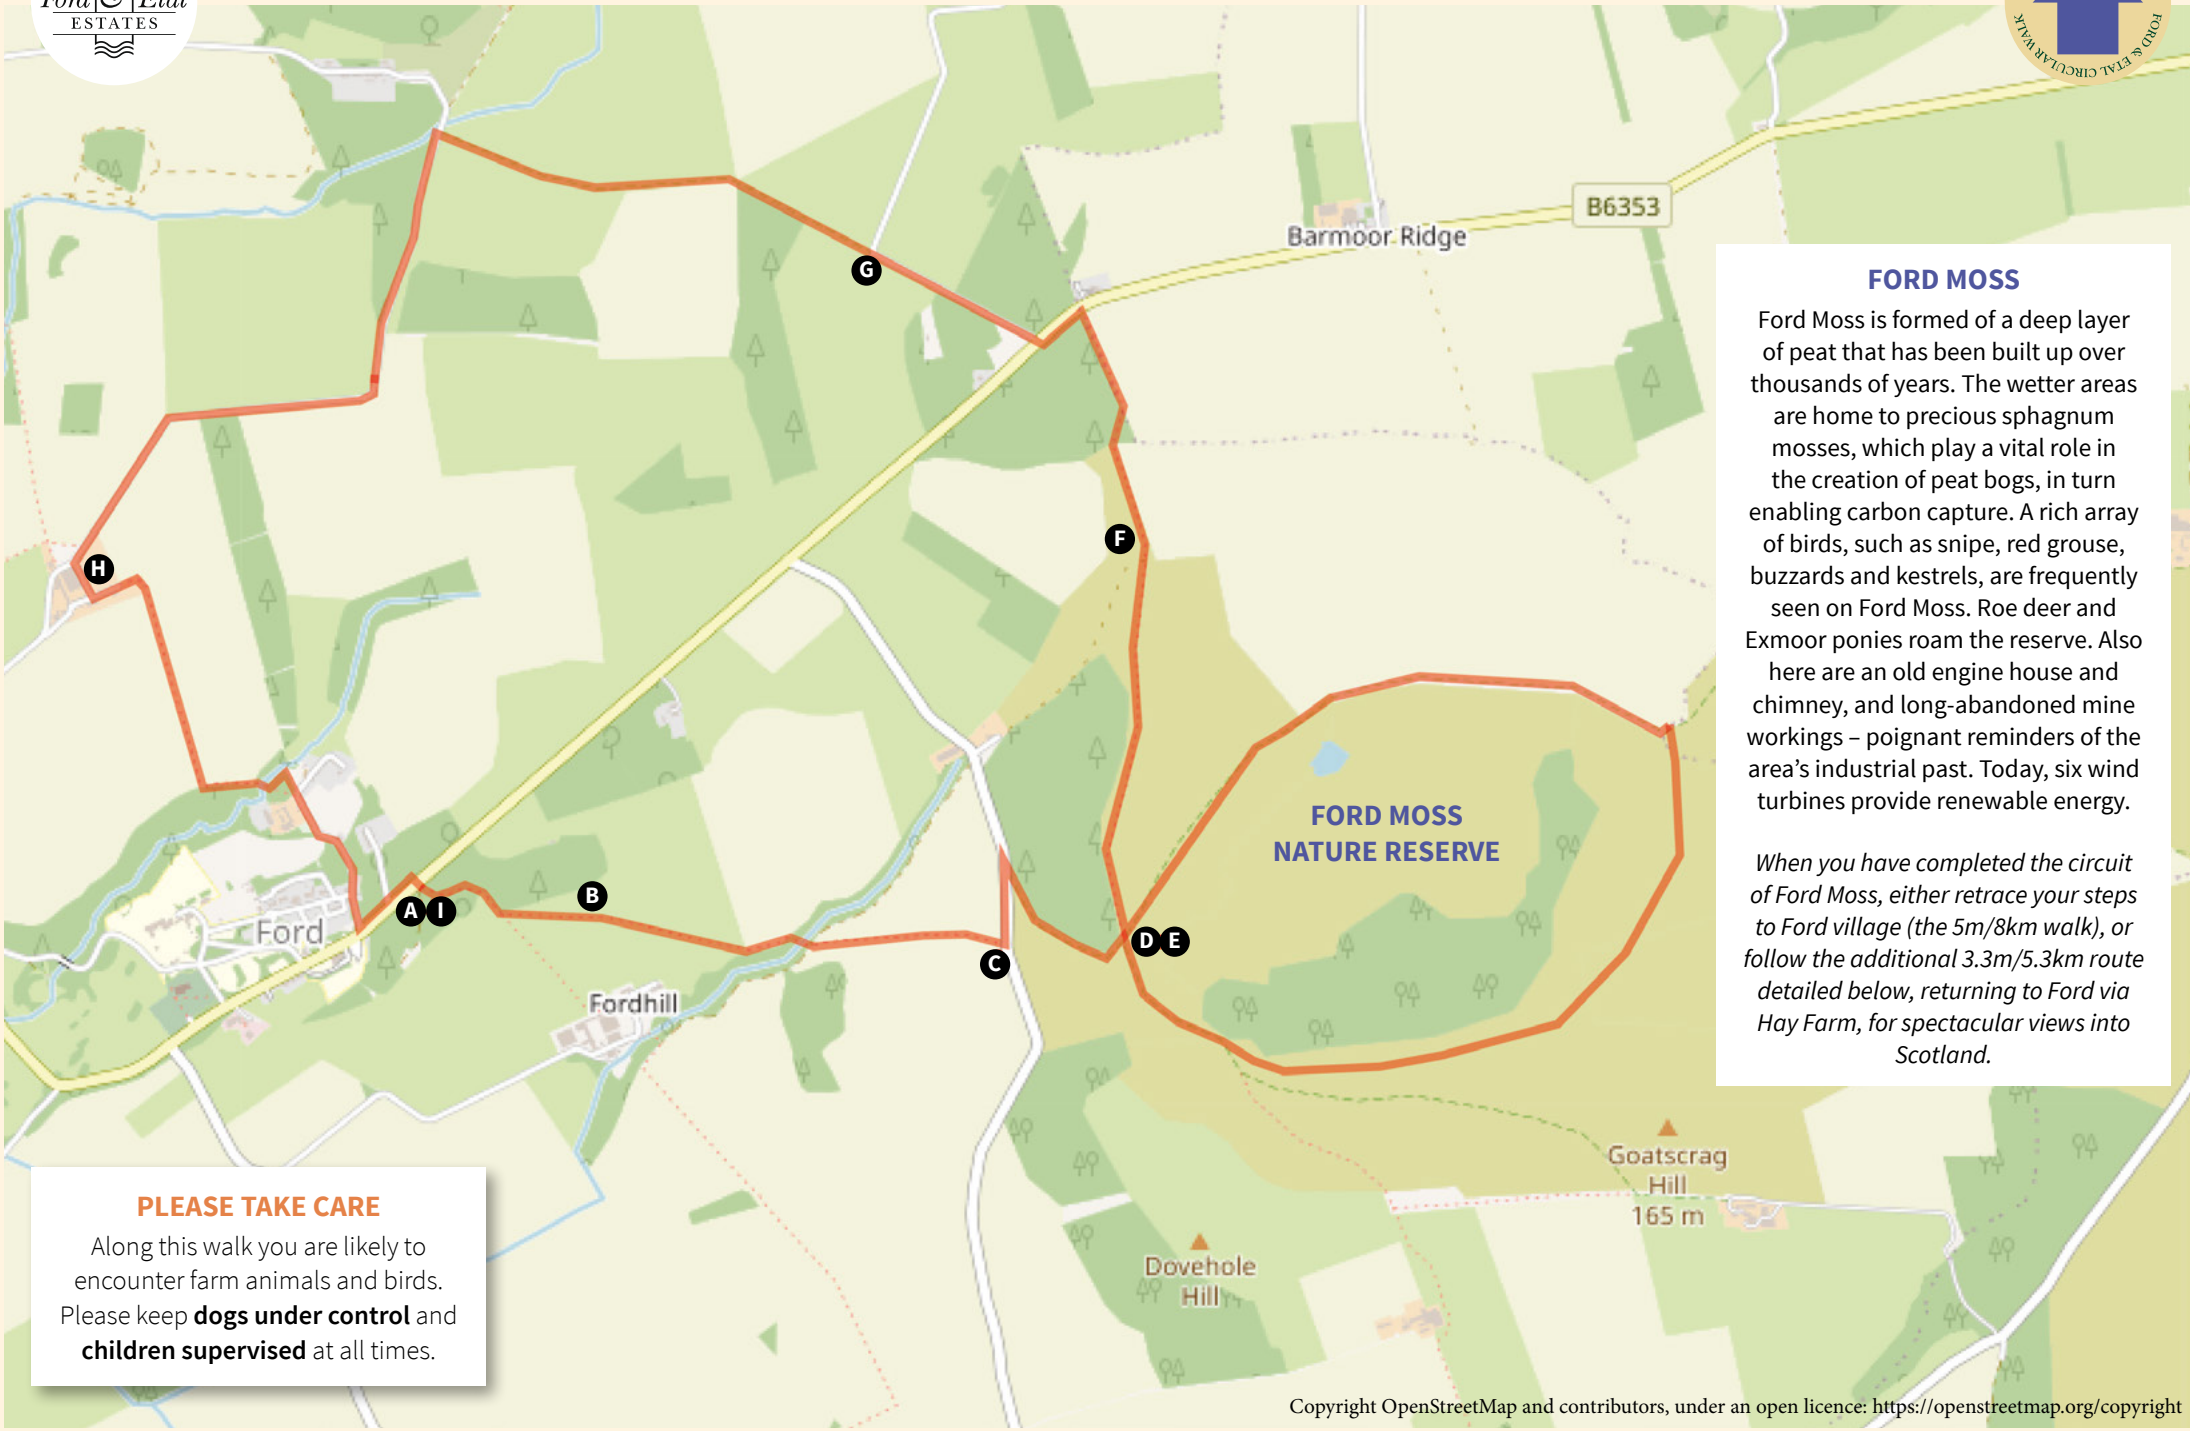 Ford & Etal
ESTATES
FORD & ETAL CIRCULAR WALK
B6353
Barmoor Ridge
G
FORD MOSS
Ford Moss is formed of a deep layer
of peat that has been built up over
thousands of years. The wetter areas
are home to precious sphagnum
mosses, which play a vital role in
the creation of peat bogs, in turn
enabling carbon capture. A rich array
of birds, such as snipe, red grouse,
buzzards and kestrels, are frequently
seen on Ford Moss. Roe deer and
Exmoor ponies roam the reserve. Also
here are an old engine house and
chimney, and long-abandoned mine
workings – poignant reminders of the
area's industrial past. Today, six wind
turbines provide renewable energy.
When you have completed the circuit
of Ford Moss, either retrace your steps
to Ford village (the 5m/8km walk), or
follow the additional 3.3m/5.3km route
detailed below, returning to Ford via
Hay Farm, for spectacular views into
Scotland.
F
H
FORD MOSS
NATURE RESERVE
B
A I
Ford
D E
C
Fordhill
Goatscrag
Hill
165 m
Dovehole
Hill
PLEASE TAKE CARE
Along this walk you are likely to
encounter farm animals and birds.
Please keep dogs under control and
children supervised at all times.
Copyright OpenStreetMap and contributors, under an open licence: https://openstreetmap.org/copyright